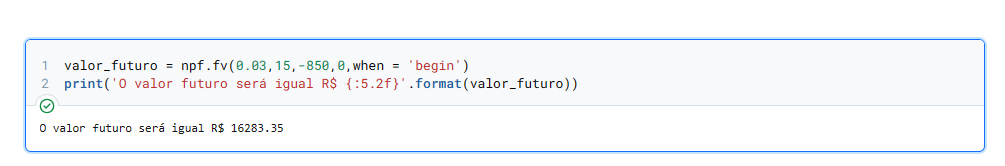 1 valor_futuro = npf.fv(0.03,15,-850,0,when = 'begin')
2 print('O valor futuro será igual R$ {:5.2f}'.format(valor_futuro))
O valor futuro será igual R$ 16283.35